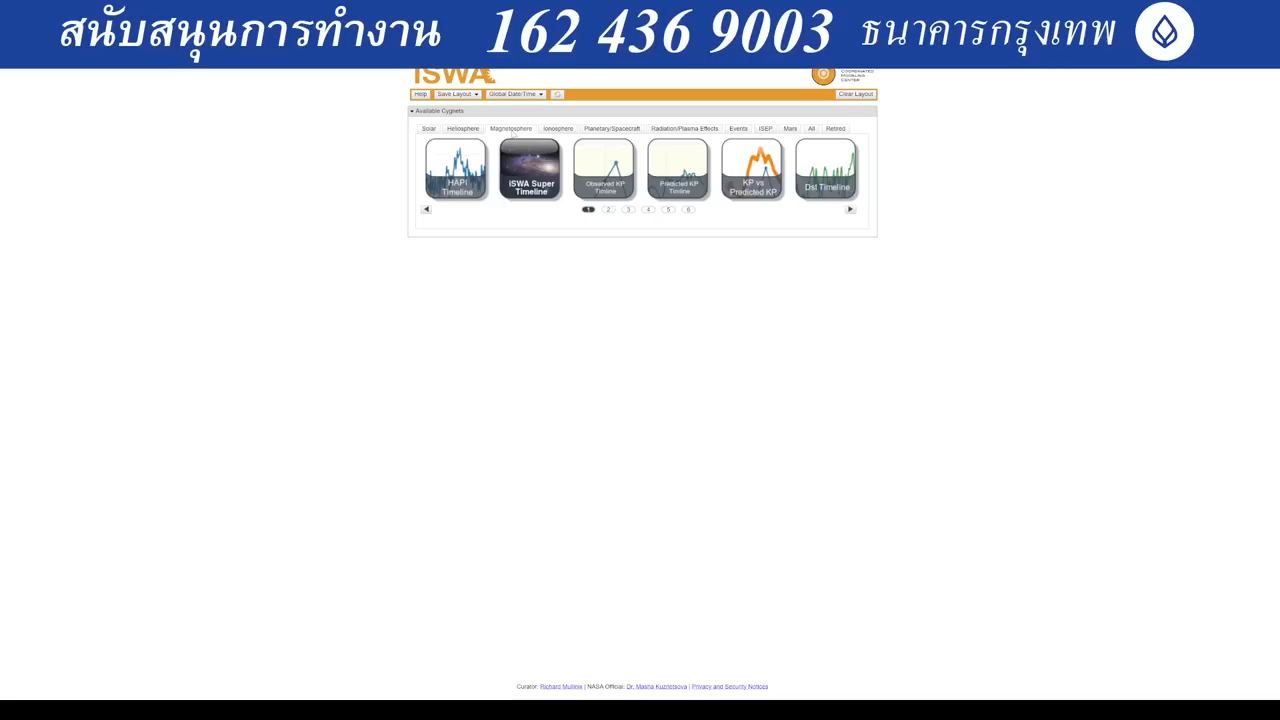 สนับสนุนการทำงาน 162 436 9003 ธนาคารกรุงเทพ
iSWA
COORDINATED
MODELING
CENTER
Help Save Layout Global Date/Time Clear Layout
Available Cygnets
Solar Heliosphere Magnetosphere Ionosphere Planetary/Spacecraft Radiation/Plasma Effects Events ISEP Mars All Retired
HAPI Timeline
iSWA Super Timeline
Observed KP Timline
Predicted KP Timline
KP vs Predicted KP
Dst Timeline
1 2 3 4 5 6
Curator: Richard Mullinix | NASA Official: Dr. Masha Kuznetsova | Privacy and Security Notices